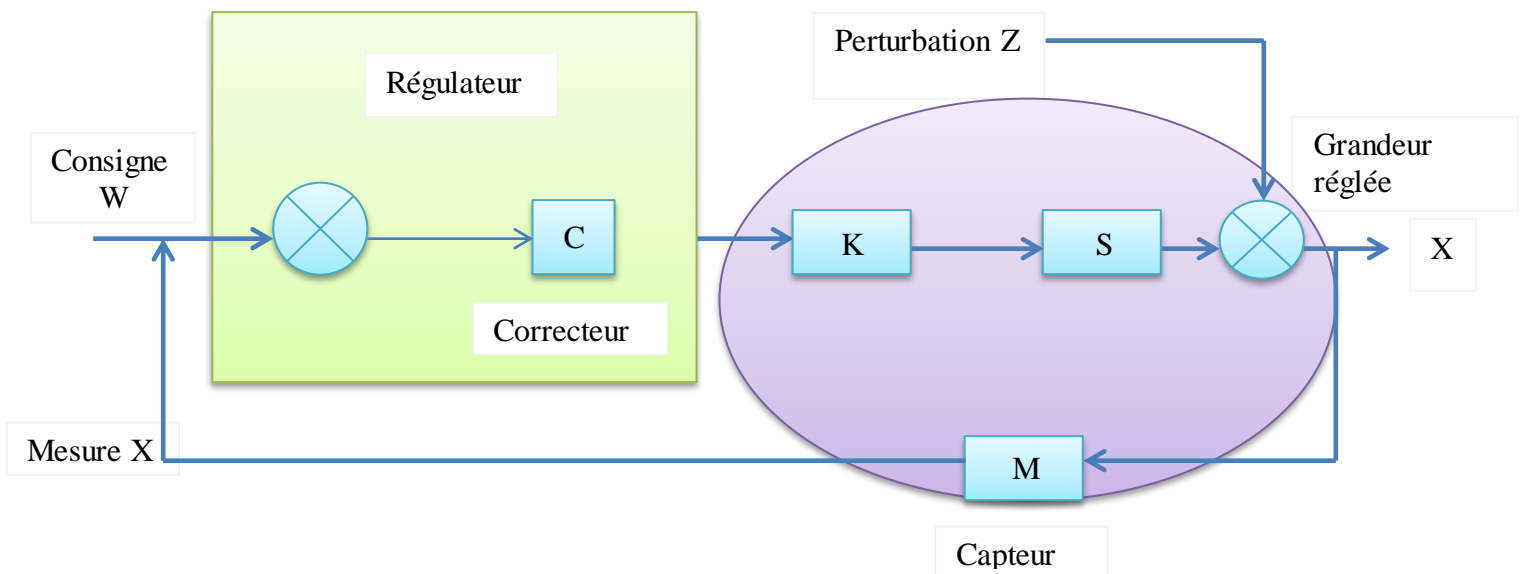 Perturbation Z
Régulateur
Consigne
W
Grandeur
réglée
C
K
S
X
Correcteur
Mesure X
M
Capteur